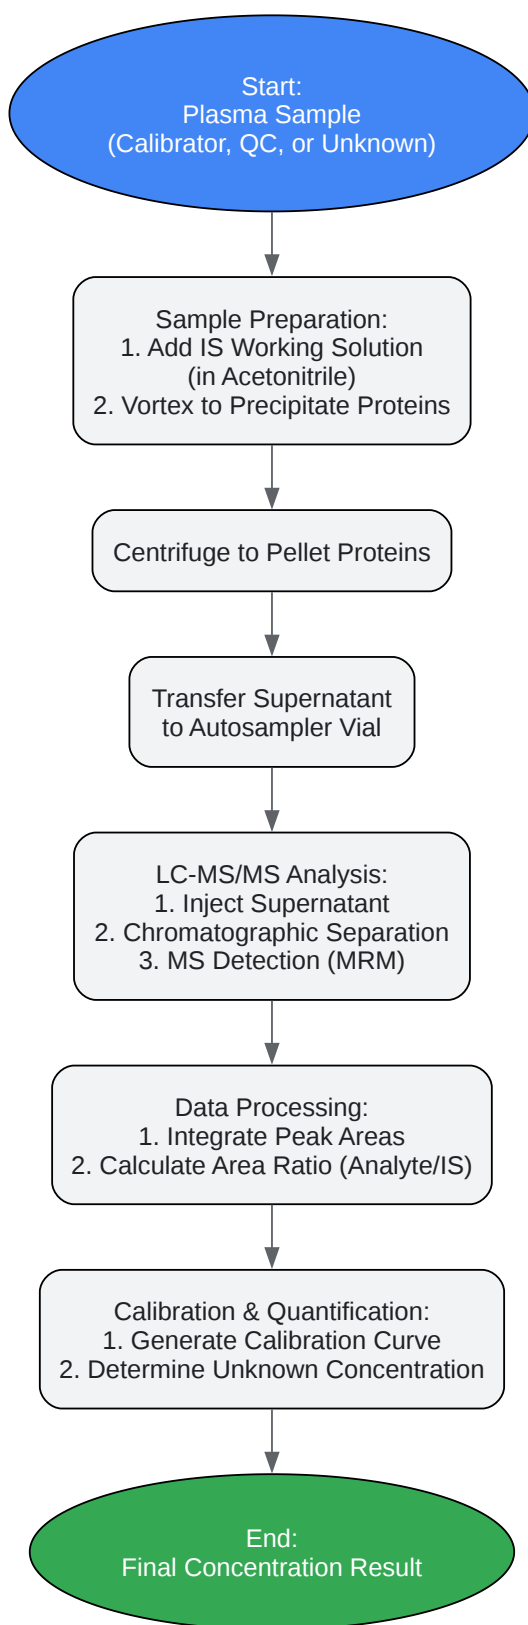 Start:
Plasma Sample
(Calibrator, QC, or Unknown)
Sample Preparation:
1. Add IS Working Solution
(in Acetonitrile)
2. Vortex to Precipitate Proteins
Centrifuge to Pellet Proteins
Transfer Supernatant
to Autosampler Vial
LC-MS/MS Analysis:
1. Inject Supernatant
2. Chromatographic Separation
3. MS Detection (MRM)
Data Processing:
1. Integrate Peak Areas
2. Calculate Area Ratio (Analyte/IS)
Calibration & Quantification:
1. Generate Calibration Curve
2. Determine Unknown Concentration
End:
Final Concentration Result